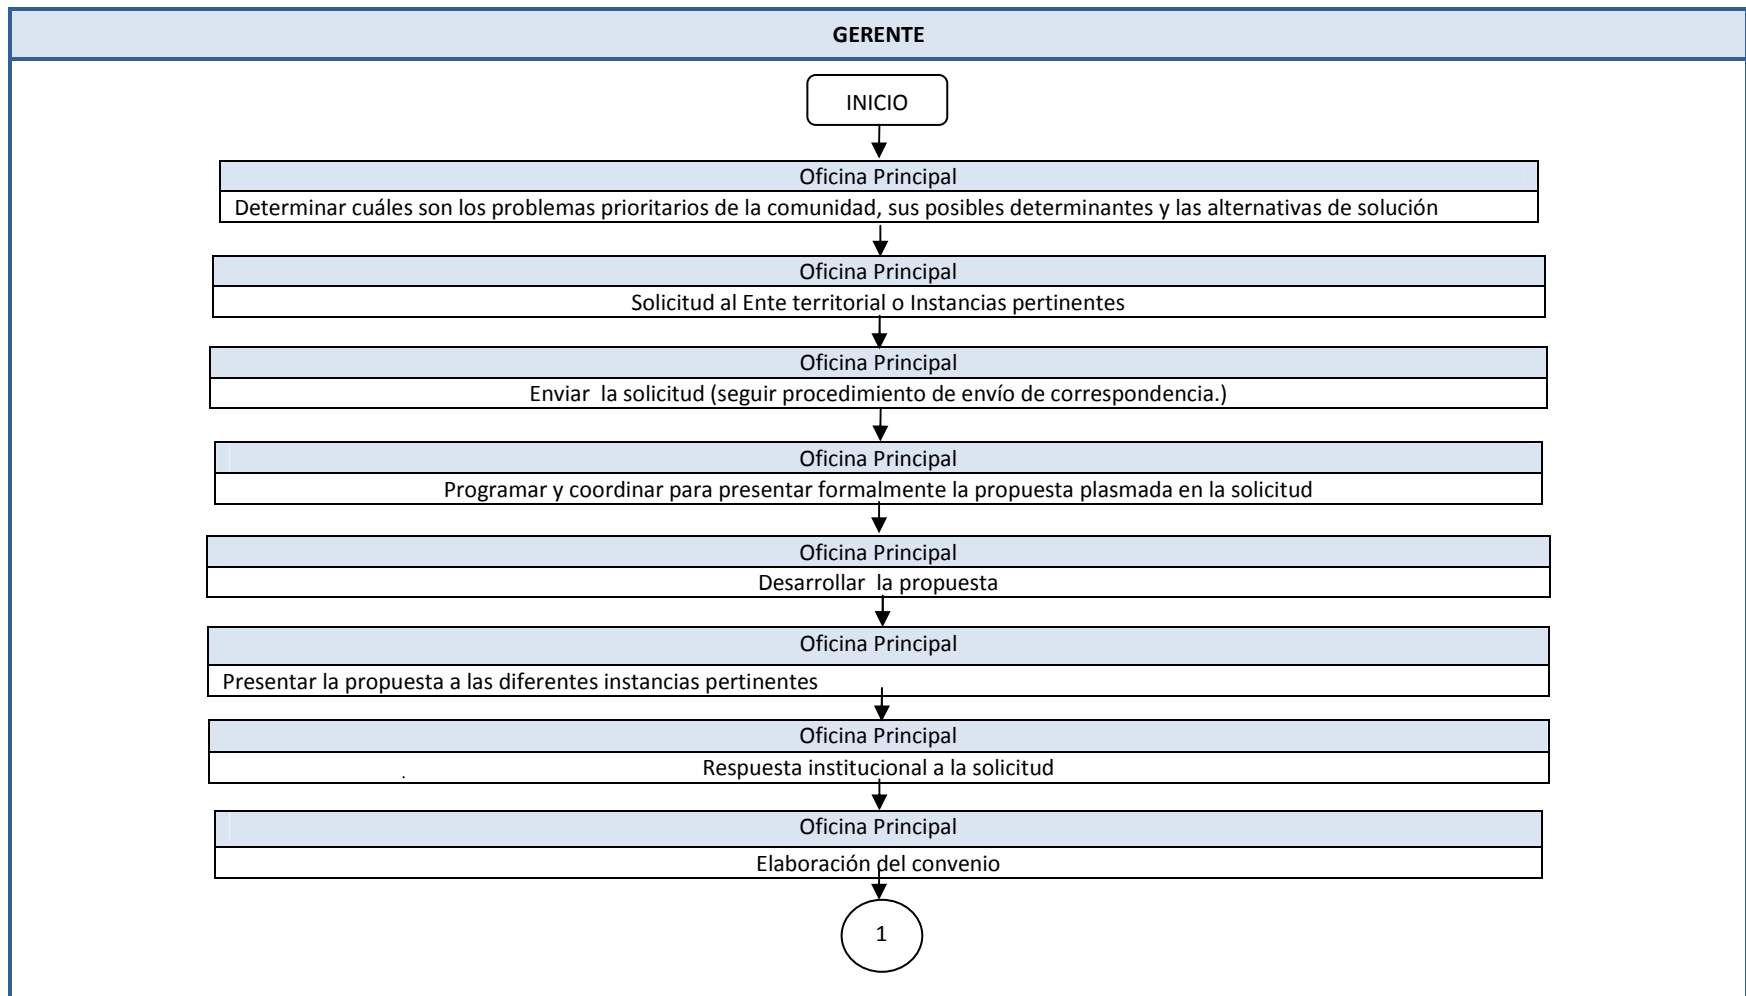 GERENTE
INICIO
Oficina Principal
Determinar cuáles son los problemas prioritarios de la comunidad, sus posibles determinantes y las alternativas de solución
Oficina Principal
Solicitud al Ente territorial o Instancias pertinentes
Oficina Principal
Enviar  la solicitud (seguir procedimiento de envío de correspondencia.)
Oficina Principal
Programar y coordinar para presentar formalmente la propuesta plasmada en la solicitud
Oficina Principal
Desarrollar  la propuesta
Oficina Principal
Presentar la propuesta a las diferentes instancias pertinentes
Oficina Principal
. Respuesta institucional a la solicitud
Oficina Principal
Elaboración del convenio
1